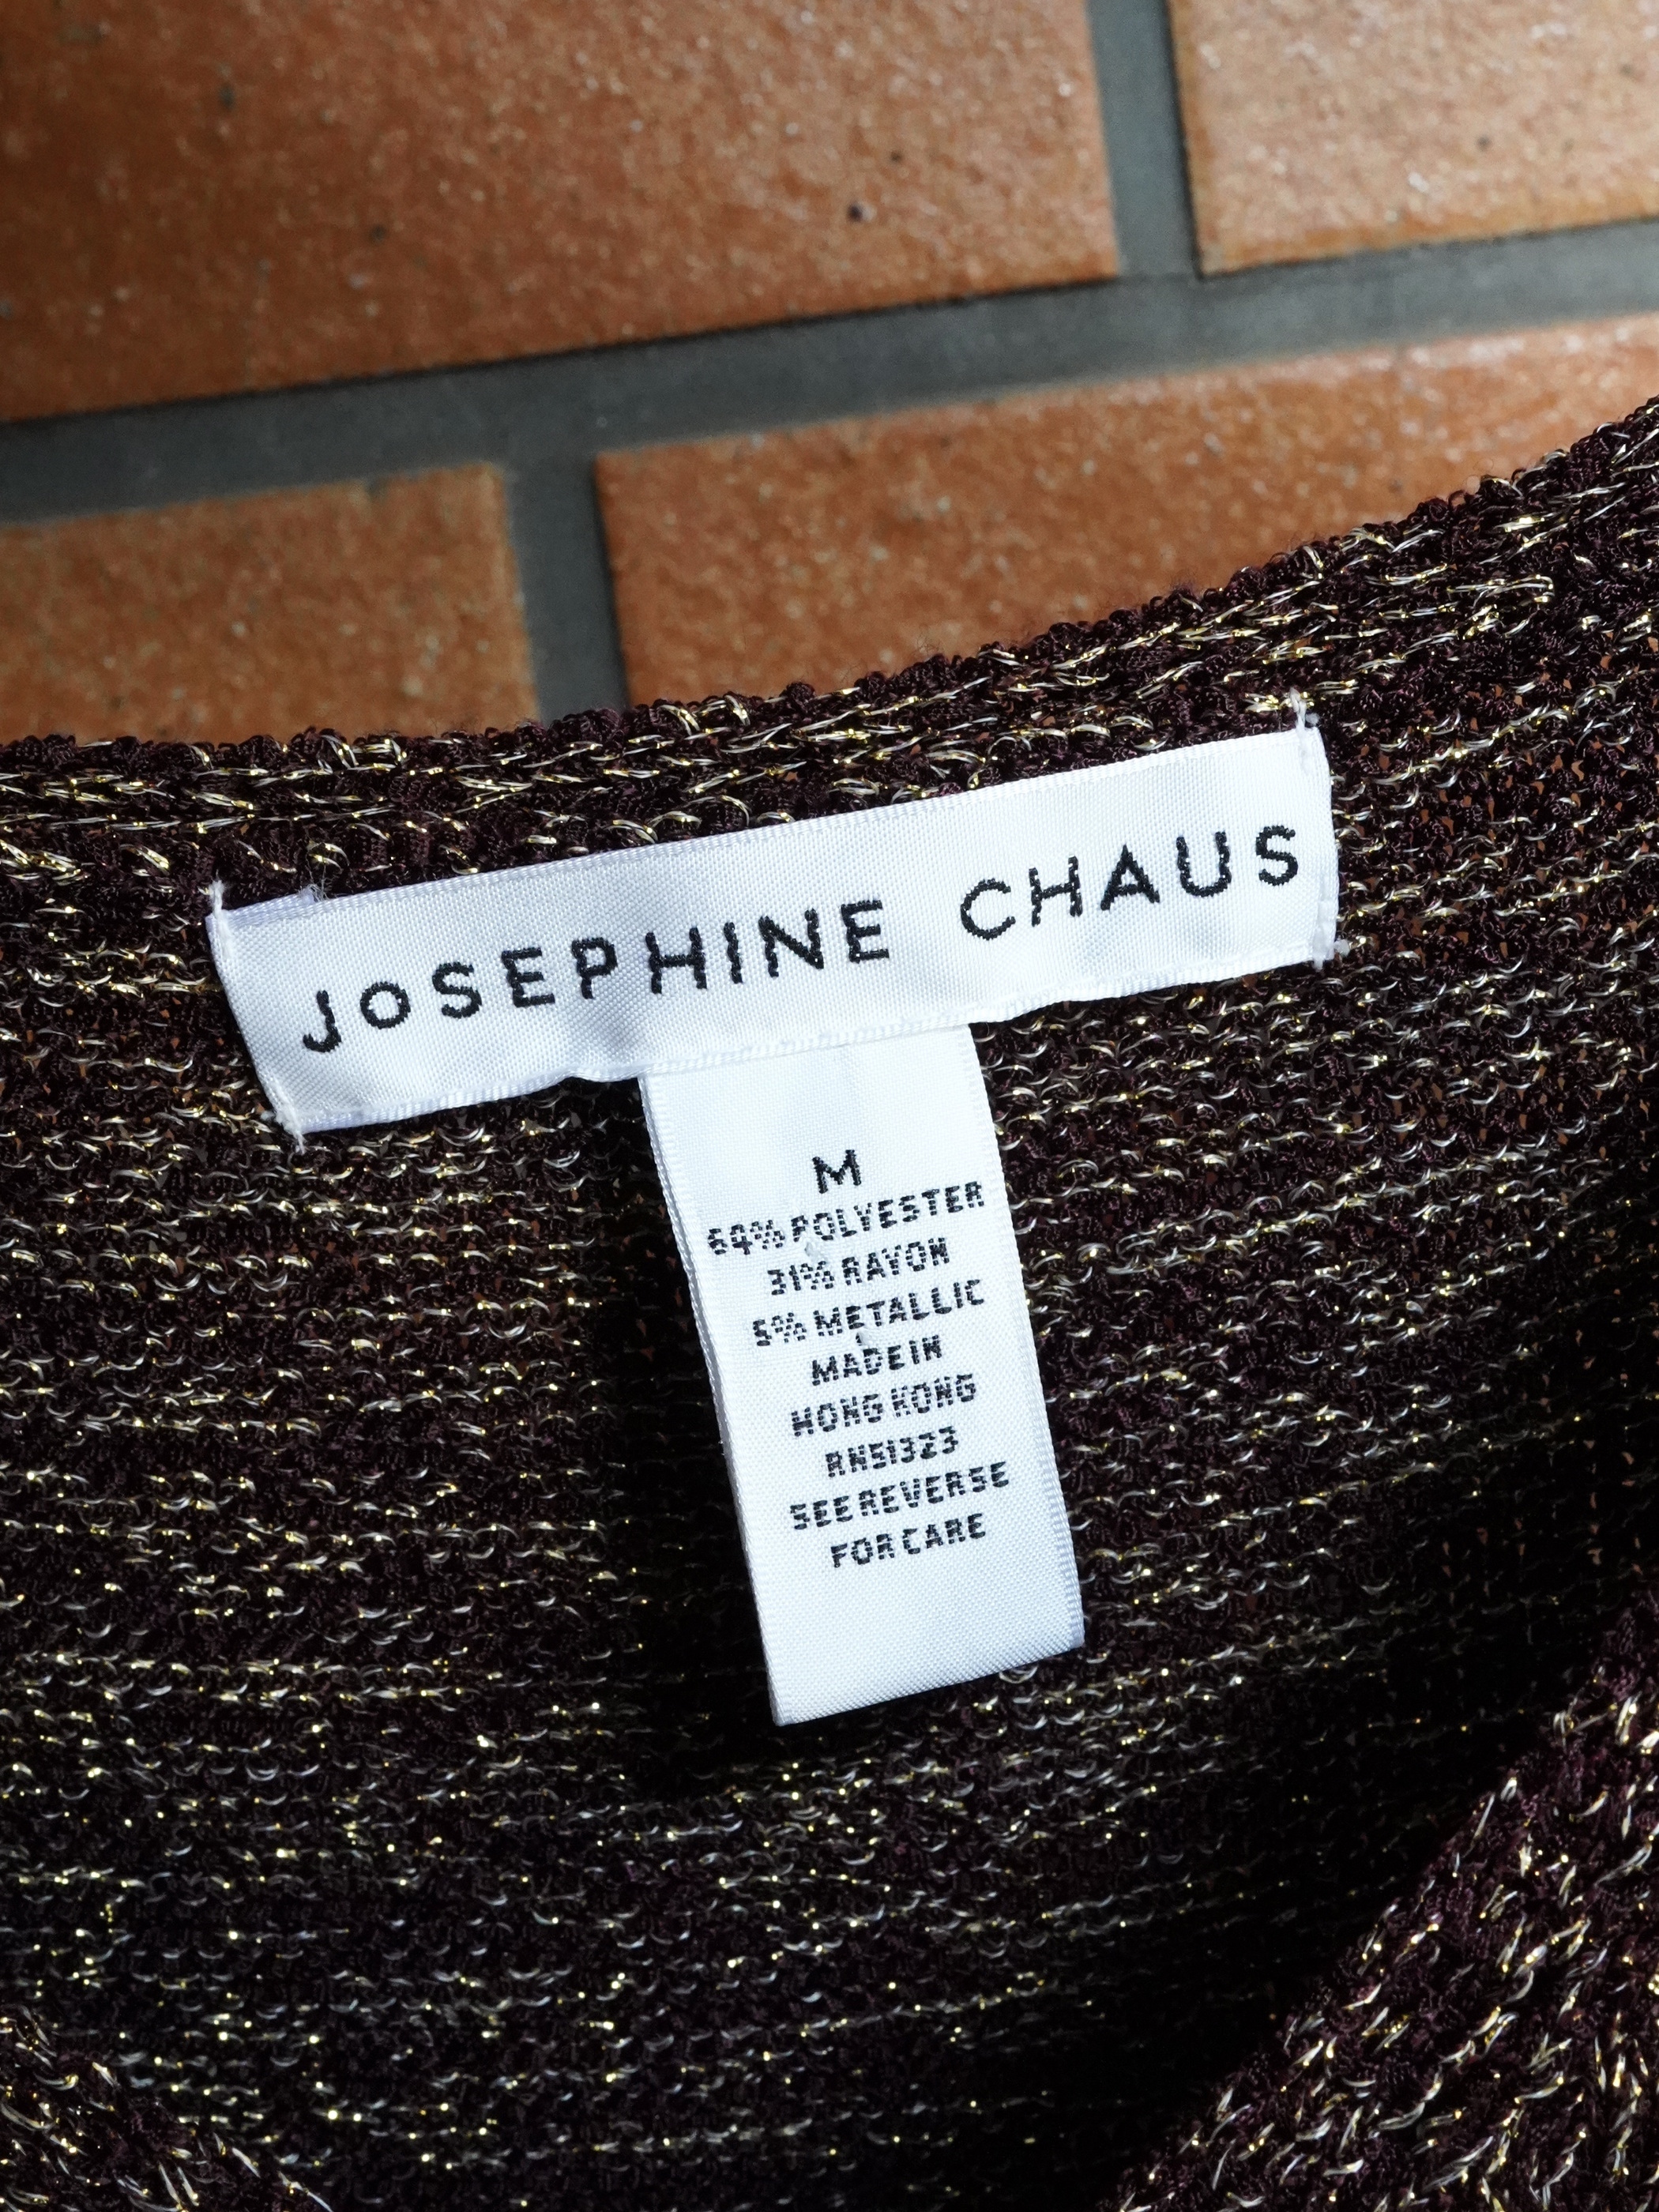 JOSEPHINE CHAUS
M
64% POLYESTER
31% RAYON
5% METALLIC
MADE IN
HONG KONG
RN51323
SEE REVERSE
FOR CARE